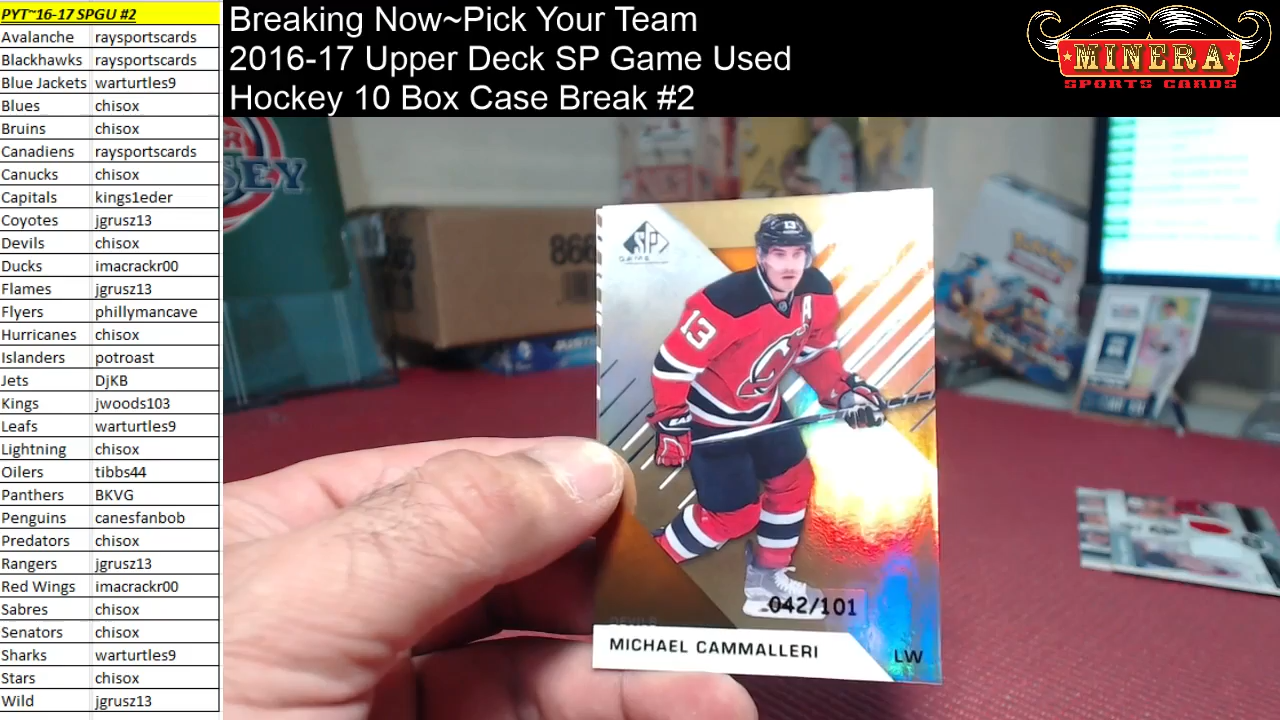 PYT~16-17 SPGU #2
Avalanche raysportscards
Blackhawks raysportscards
Blue Jackets warturtles9
Blues chisox
Bruins chisox
Canadiens raysportscards
Canucks chisox
Capitals kings1eder
Coyotes jgrusz13
Devils chisox
Ducks imacrackr00
Flames jgrusz13
Flyers phillymancave
Hurricanes chisox
Islanders potroast
Jets DjKB
Kings jwoods103
Leafs warturtles9
Lightning chisox
Oilers tibbs44
Panthers BKVG
Penguins canesfanbob
Predators chisox
Rangers jgrusz13
Red Wings imacrackr00
Sabres chisox
Senators chisox
Sharks warturtles9
Stars chisox
Wild jgrusz13
Breaking Now~Pick Your Team
2016-17 Upper Deck SP Game Used
Hockey 10 Box Case Break #2
MINERA
SPORTS CARDS
SP
GAME
13
A
13
042/101
MICHAEL CAMMALLERI
LW
866